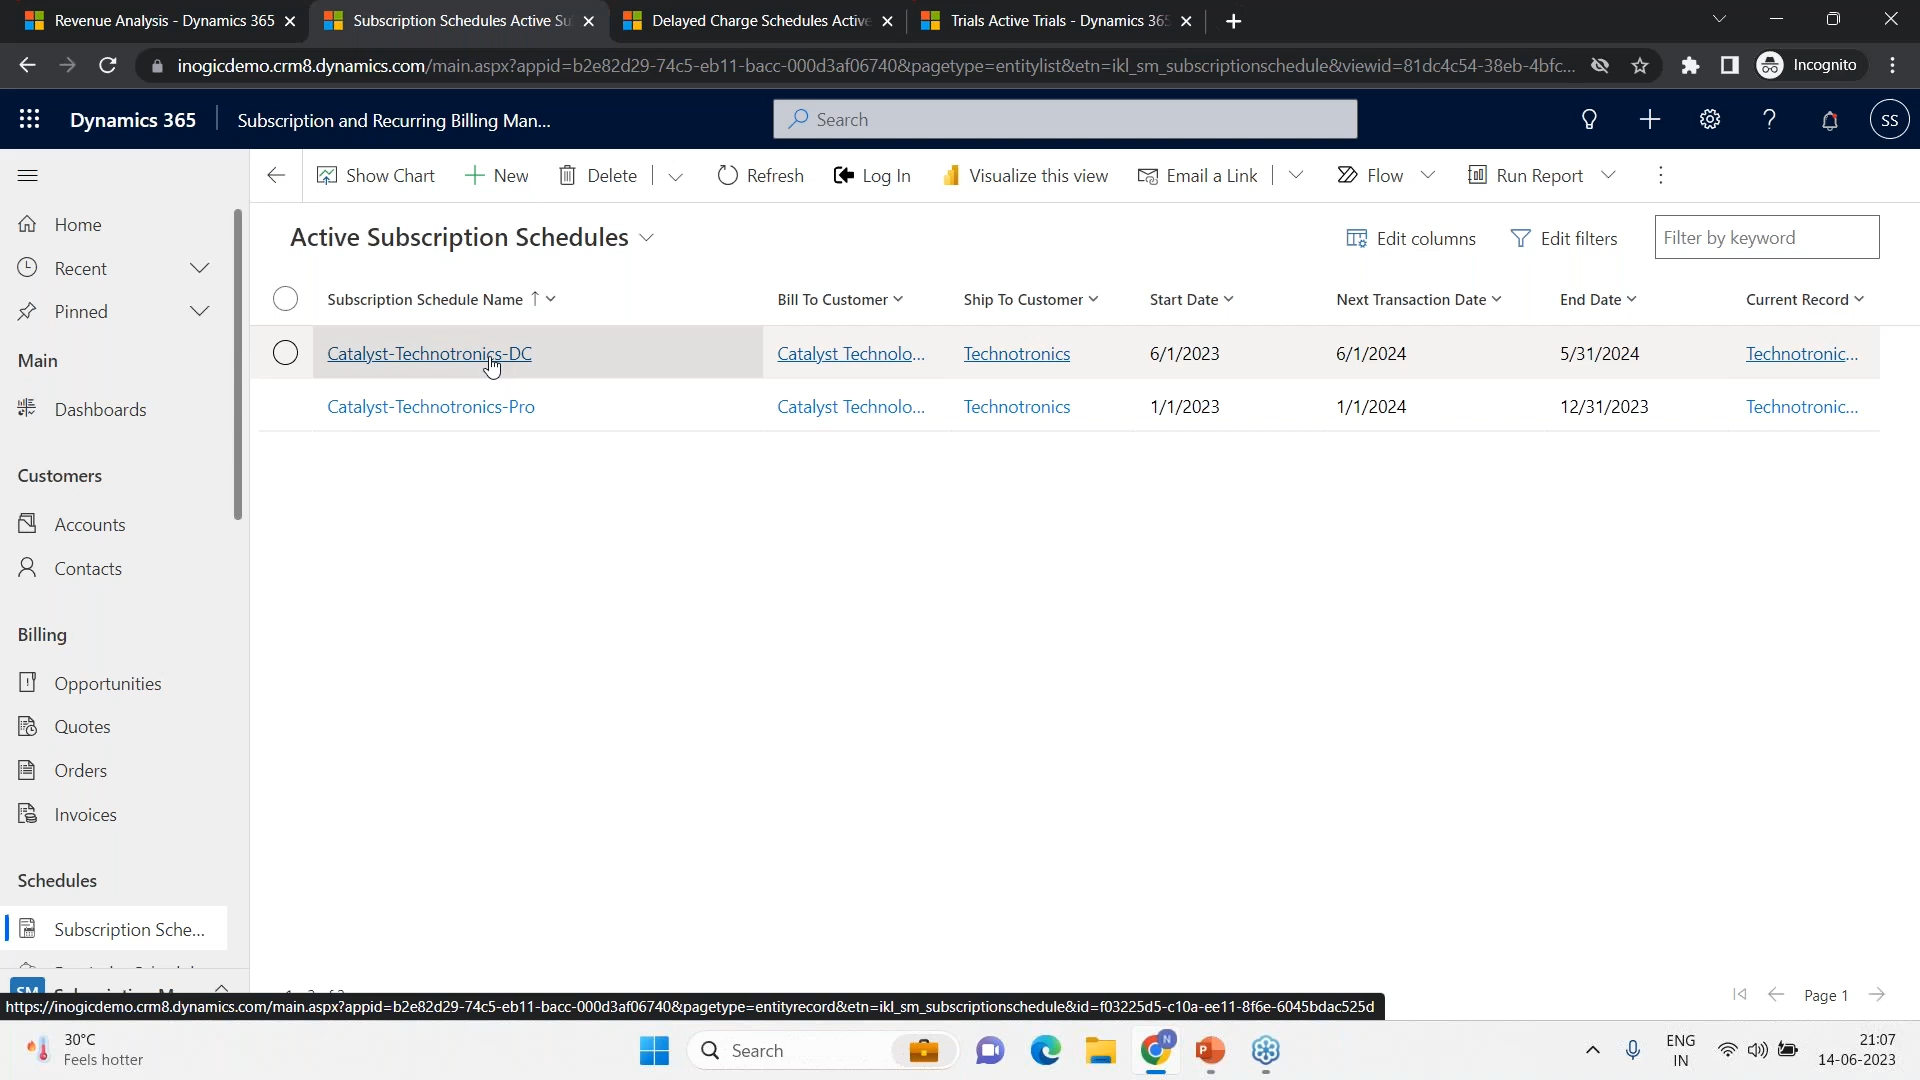 Revenue Analysis - Dynamics 365
Subscription Schedules Active Su
Delayed Charge Schedules Active
Trials Active Trials - Dynamics 365
inogicdemo.crm8.dynamics.com/main.aspx?appid=b2e82d29-74c5-eb11-bacc-000d3af06740&pagetype=entitylist&etn=ikl_sm_subscriptionschedule&viewid=81dc4c54-38eb-4bfc...
Incognito
Dynamics 365
Subscription and Recurring Billing Man...
Search
SS
Show Chart
New
Delete
Refresh
Log In
Visualize this view
Email a Link
Flow
Run Report
Home
Recent
Pinned
Main
Dashboards
Customers
Accounts
Contacts
Billing
Opportunities
Quotes
Orders
Invoices
Schedules
Subscription Sche...
SM
Active Subscription Schedules
Edit columns
Edit filters
Filter by keyword
Subscription Schedule Name
Bill To Customer
Ship To Customer
Start Date
Next Transaction Date
End Date
Current Record
Catalyst-Technotronics-DC
Catalyst Technolo...
Technotronics
6/1/2023
6/1/2024
5/31/2024
Technotronic...
Catalyst-Technotronics-Pro
Catalyst Technolo...
Technotronics
1/1/2023
1/1/2024
12/31/2023
Technotronic...
Page 1
https://inogicdemo.crm8.dynamics.com/main.aspx?appid=b2e82d29-74c5-eb11-bacc-000d3af06740&pagetype=entityrecord&etn=ikl_sm_subscriptionschedule&id=f03225d5-c10a-ee11-8f6e-6045bdac525d
30°C
Feels hotter
Search
N
ENG
IN
21:07
14-06-2023